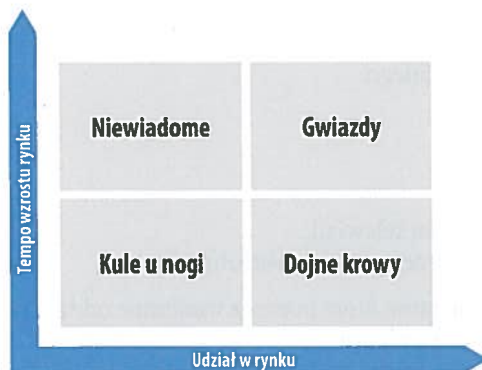 Tempo wzrostu rynku
Niewiadome
Gwiazdy
Kule u nogi
Dojne krowy
Udział w rynku